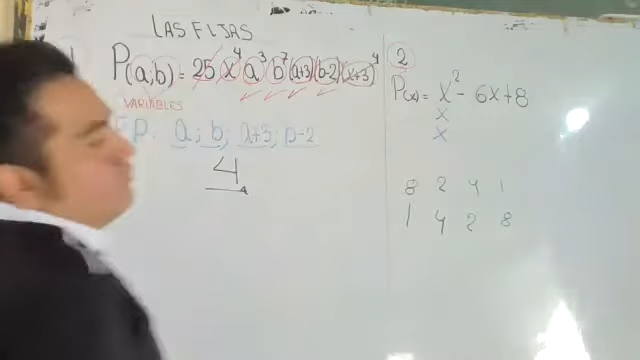 LAS FIJAS
P(a,b) = 25 x⁴ a³ b⁷ (a+3)(b-2)(x+3)⁴
VARIABLES
F.P: a; b; a+3; b-2
4
2
P(x) = x² - 6x + 8
x
x
8 2 4 1
1 4 2 8